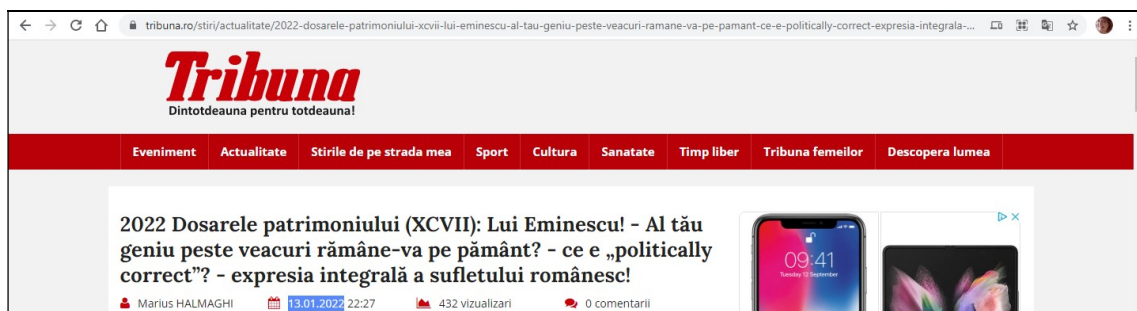 tribuna.ro/stiri/actualitate/2022-dosarele-patrimoniului-xcvii-lui-eminescu-al-tau-geniu-peste-veacuri-ramane-va-pe-pamant-ce-e-politically-correct-expresia-integrala-...
Tribuna
Dintotdeauna pentru totdeauna!
Eveniment Actualitate Stirile de pe strada mea Sport Cultura Sanatate Timp liber Tribuna femeilor Descopera lumea
2022 Dosarele patrimoniului (XCVII): Lui Eminescu! - Al tău
geniu peste veacuri rămâne-va pe pământ? - ce e „politically
correct”? - expresia integrală a sufletului românesc!
Marius HALMAGHI 13.01.2022 22:27 432 vizualizari 0 comentarii
09:41
Tuesday 12 September